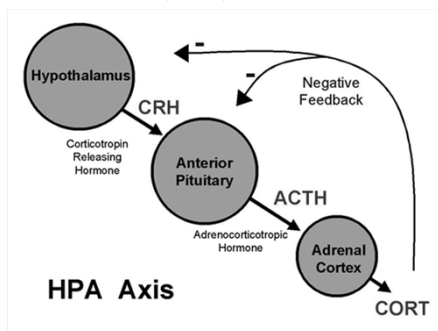 Hypothalamus
-
-
Negative
Feedback
CRH
Corticotropin
Releasing
Hormone
Anterior
Pituitary
ACTH
Adrenocorticotropic
Hormone
Adrenal
Cortex
HPA Axis
CORT